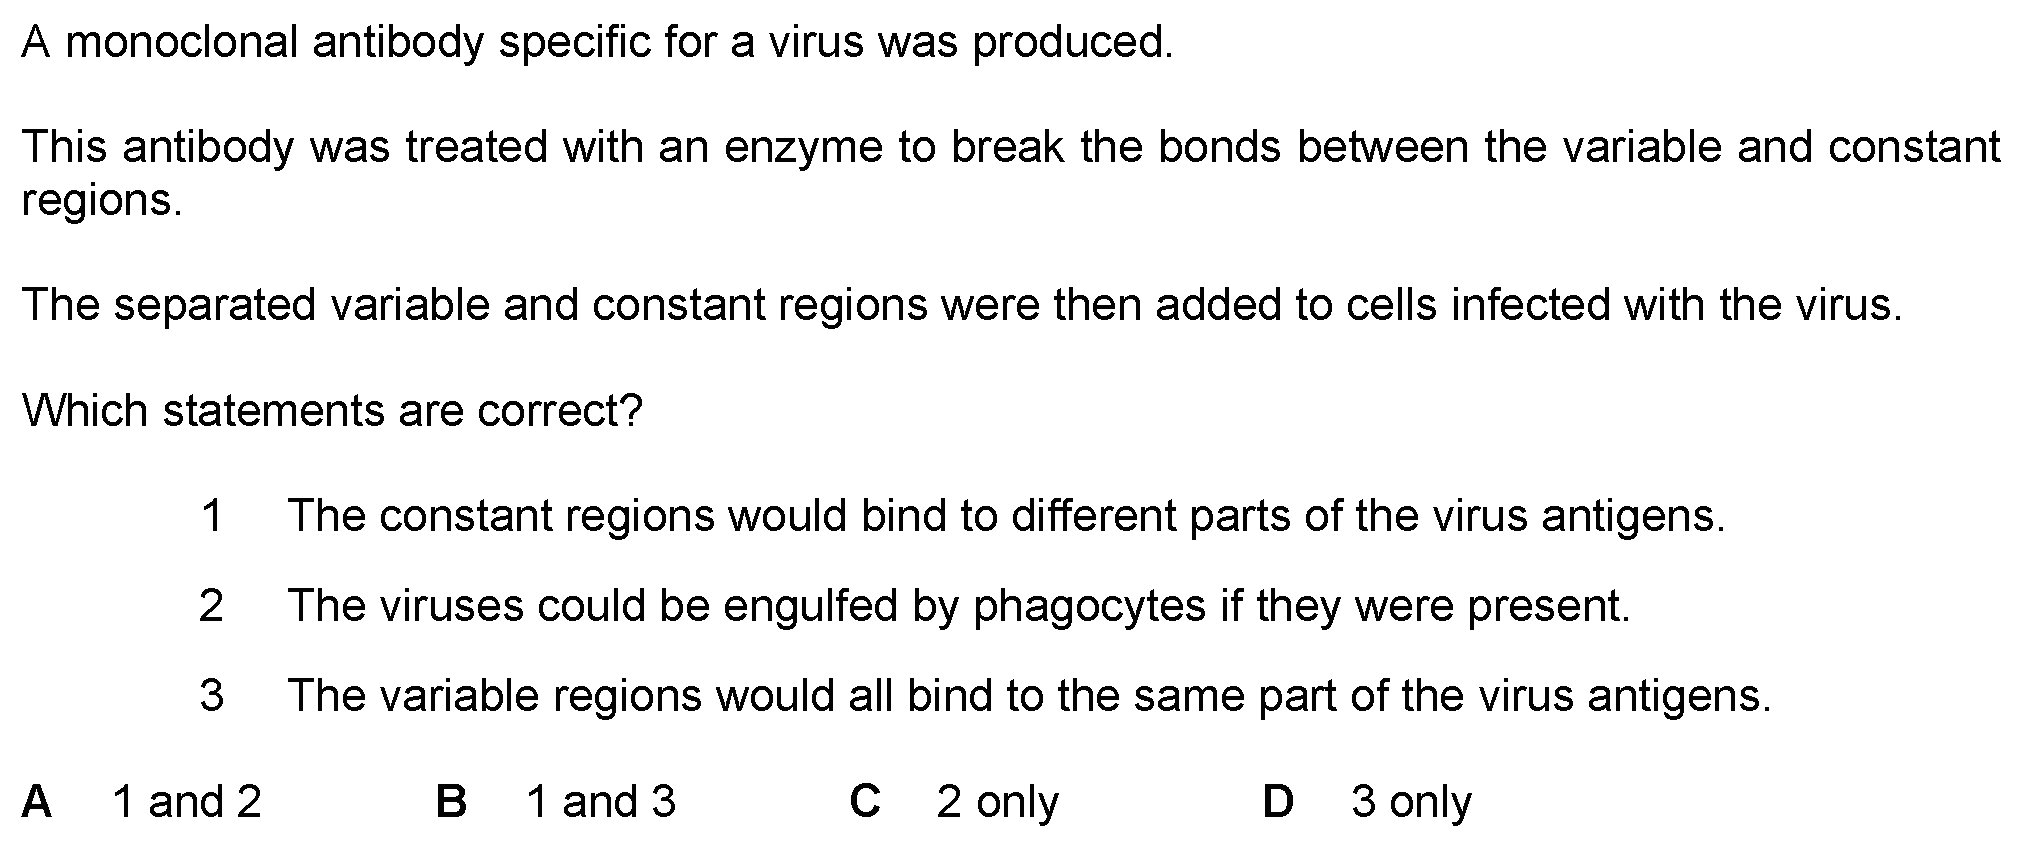 A monoclonal antibody specific for a virus was produced.
This antibody was treated with an enzyme to break the bonds between the variable and constant
regions.
The separated variable and constant regions were then added to cells infected with the virus.
Which statements are correct?
1 The constant regions would bind to different parts of the virus antigens.
2 The viruses could be engulfed by phagocytes if they were present.
3 The variable regions would all bind to the same part of the virus antigens.
A 1 and 2 B 1 and 3 C 2 only D 3 only